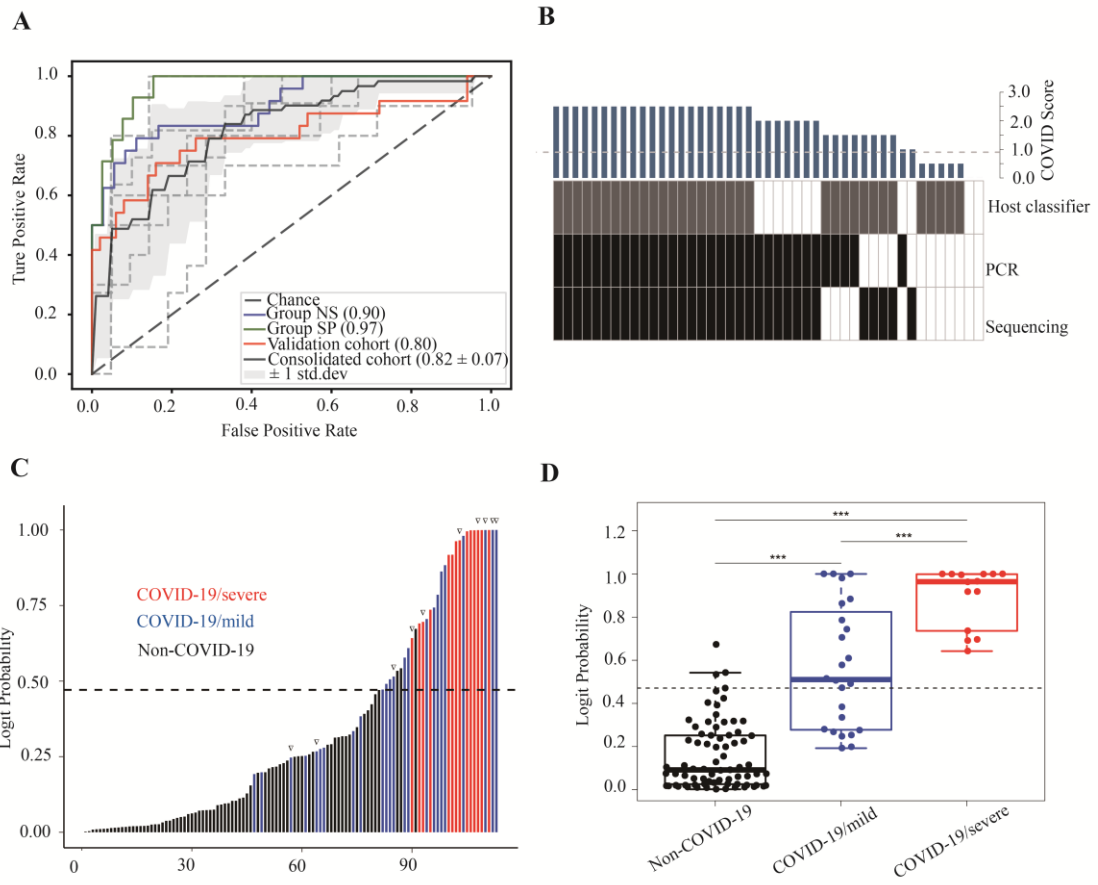 A
Ture Positive Rate
1.0
0.8
0.6
0.4
0.2
0.0
0.0 0.2 0.4 0.6 0.8 1.0
False Positive Rate
Chance
Group NS (0.90)
Group SP (0.97)
Validation cohort (0.80)
Consolidated cohort (0.82 ± 0.07)
± 1 std.dev
B
3.0
2.0
1.0
0.0
COVID Score
Host classifier
PCR
Sequencing
C
Logit Probability
1.00
0.75
0.50
0.25
0.00
COVID-19/severe
COVID-19/mild
Non-COVID-19
0 30 60 90
D
Logit Probability
1.2
1.0
0.8
0.6
0.4
0.2
0.0
***
***
***
Non-COVID-19
COVID-19/mild
COVID-19/severe